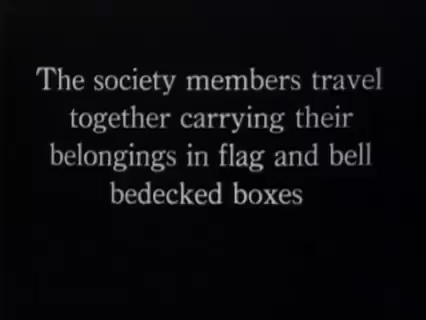 The society members travel
together carrying their
belongings in flag and bell
bedecked boxes